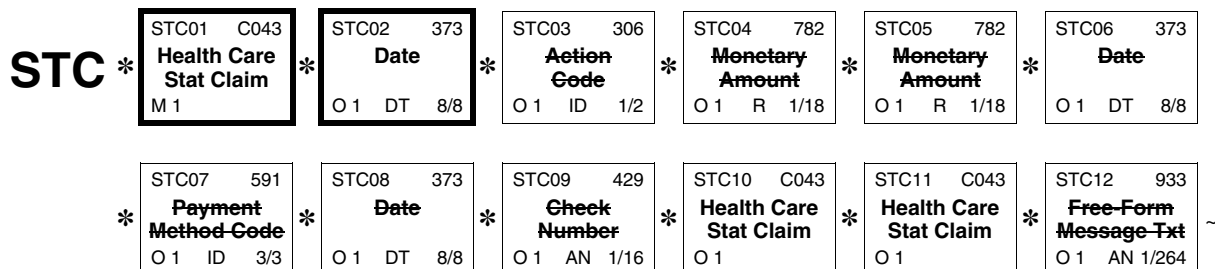 STC * STC01 C043 * STC02 373 * STC03 306 * STC04 782 * STC05 782 * STC06 373
Health Care Date Action Monetary Monetary Date
Stat Claim Code Amount Amount
M 1 O 1 DT 8/8 O 1 ID 1/2 O 1 R 1/18 O 1 R 1/18 O 1 DT 8/8
* STC07 591 * STC08 373 * STC09 429 * STC10 C043 * STC11 C043 * STC12 933 ~
Payment Date Check Health Care Health Care Free-Form
Method Code Number Stat Claim Stat Claim Message Txt
O 1 ID 3/3 O 1 DT 8/8 O 1 AN 1/16 O 1 O 1 O 1 AN 1/264